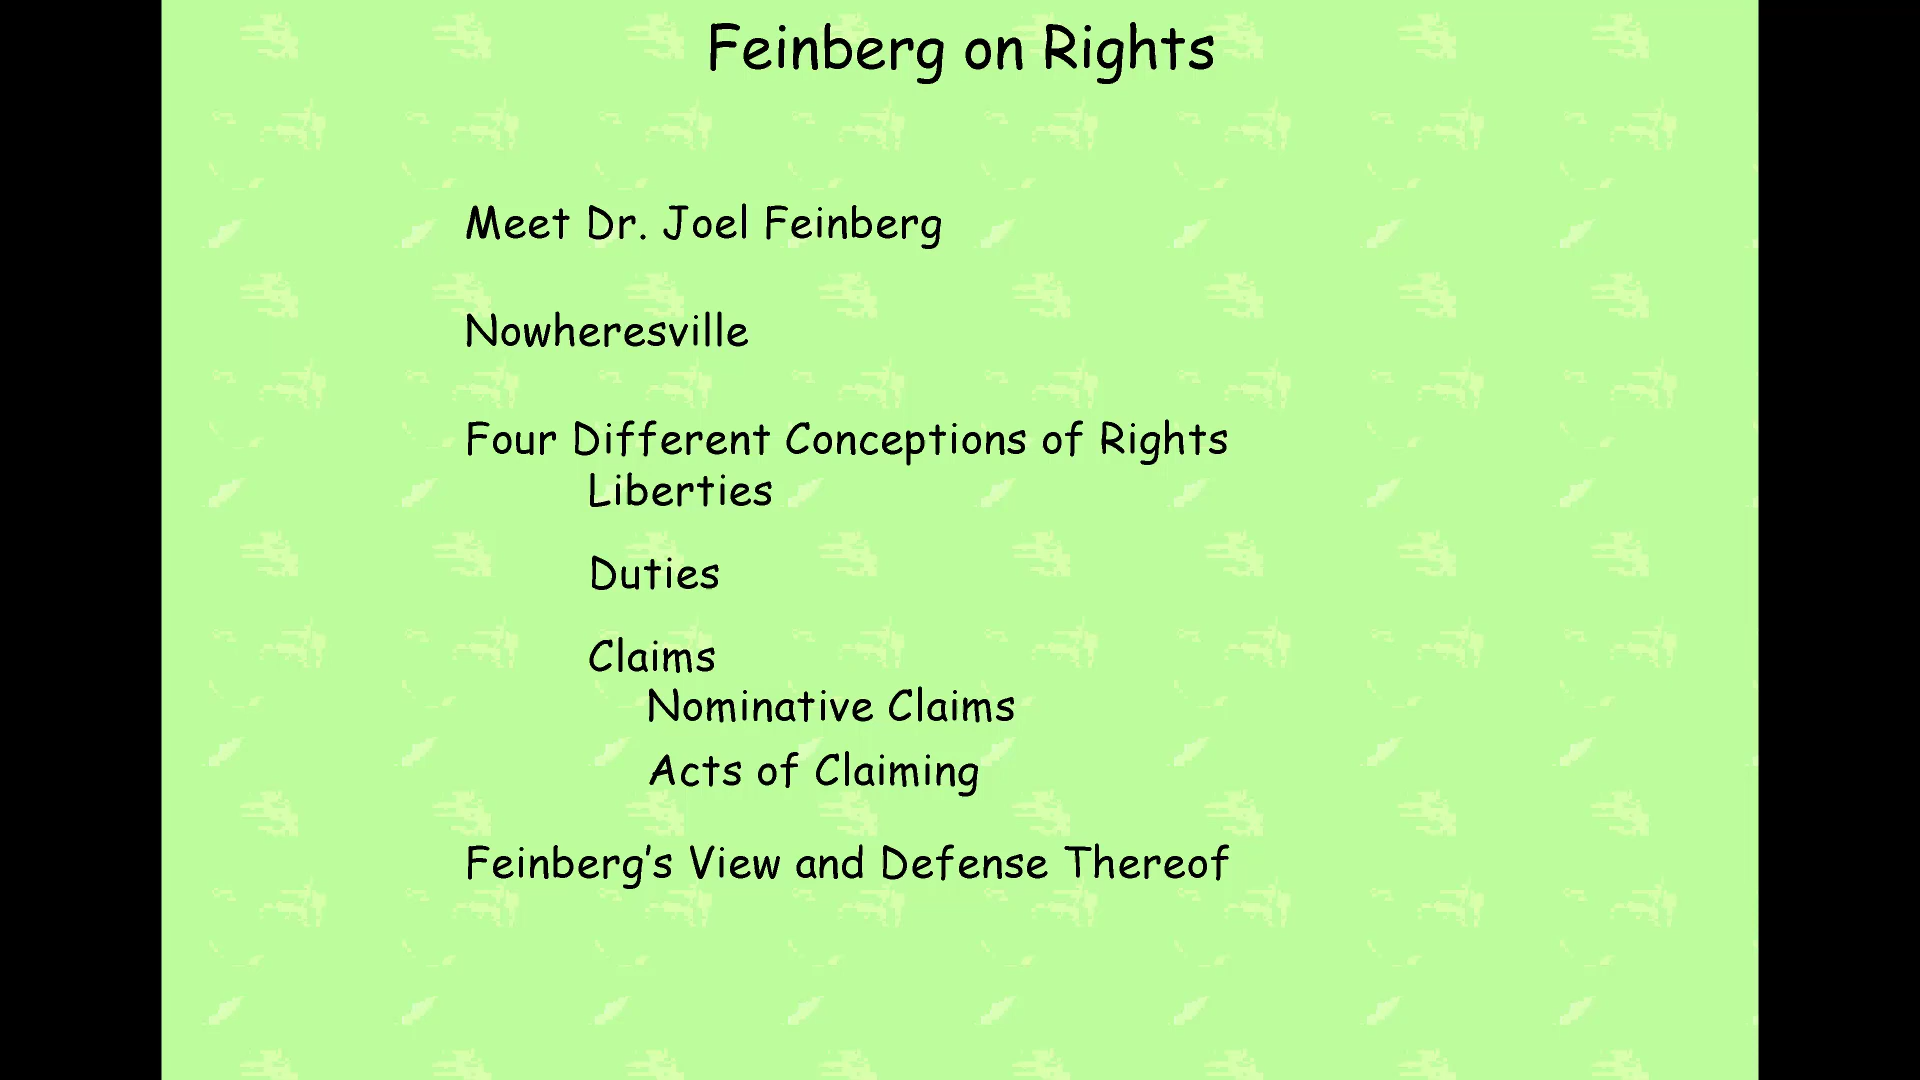 Feinberg on Rights
Meet Dr. Joel Feinberg
Nowheresville
Four Different Conceptions of Rights
Liberties
Duties
Claims
Nominative Claims
Acts of Claiming
Feinberg's View and Defense Thereof